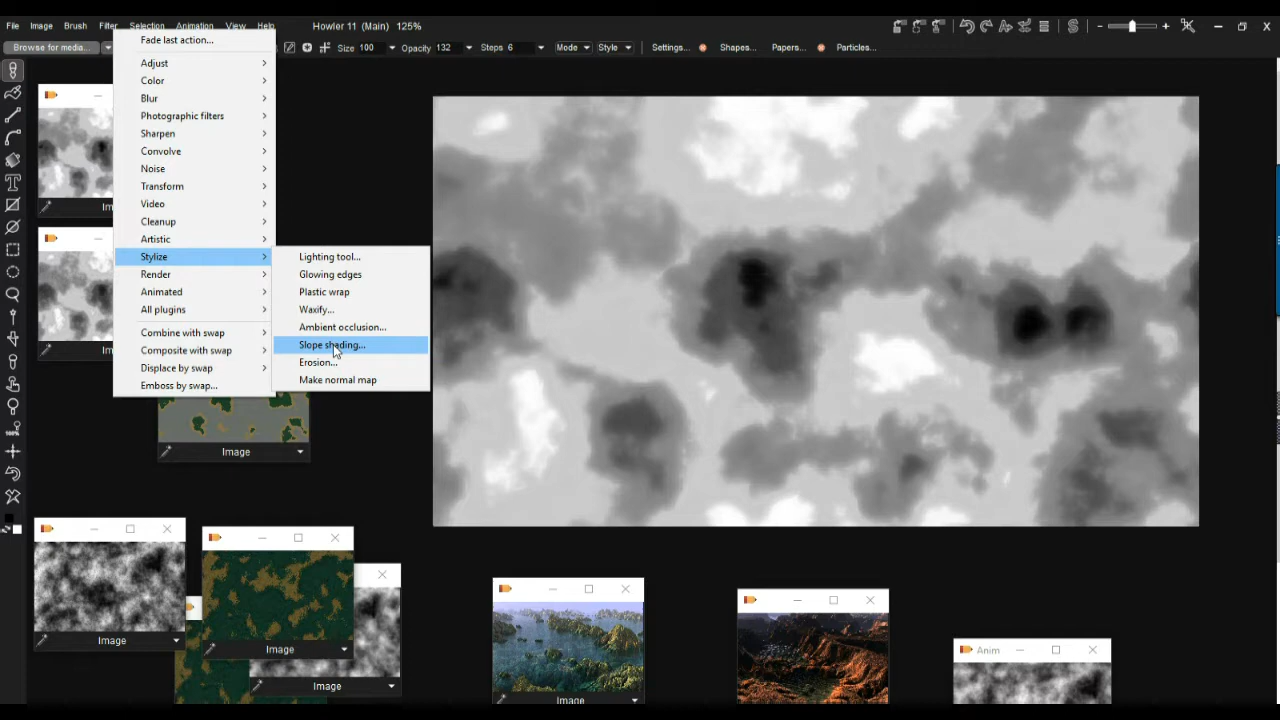 File Image Brush Filter Selection Animation View Help Howler 11 (Main) 125%
Browse for media... Size 100 Opacity 132 Steps 6 Mode Style Settings... Shapes... Papers... Particles...
Fade last action...
Adjust
Color
Blur
Photographic filters
Sharpen
Convolve
Noise
Transform
Video
Cleanup
Artistic
Stylize
Render
Animated
All plugins
Combine with swap
Composite with swap
Displace by swap
Emboss by swap...
Lighting tool...
Glowing edges
Plastic wrap
Waxify...
Ambient occlusion...
Slope shading...
Erosion...
Make normal map
Im
Im
100%
Image
Image
Image
Image
Image
Image
Anim